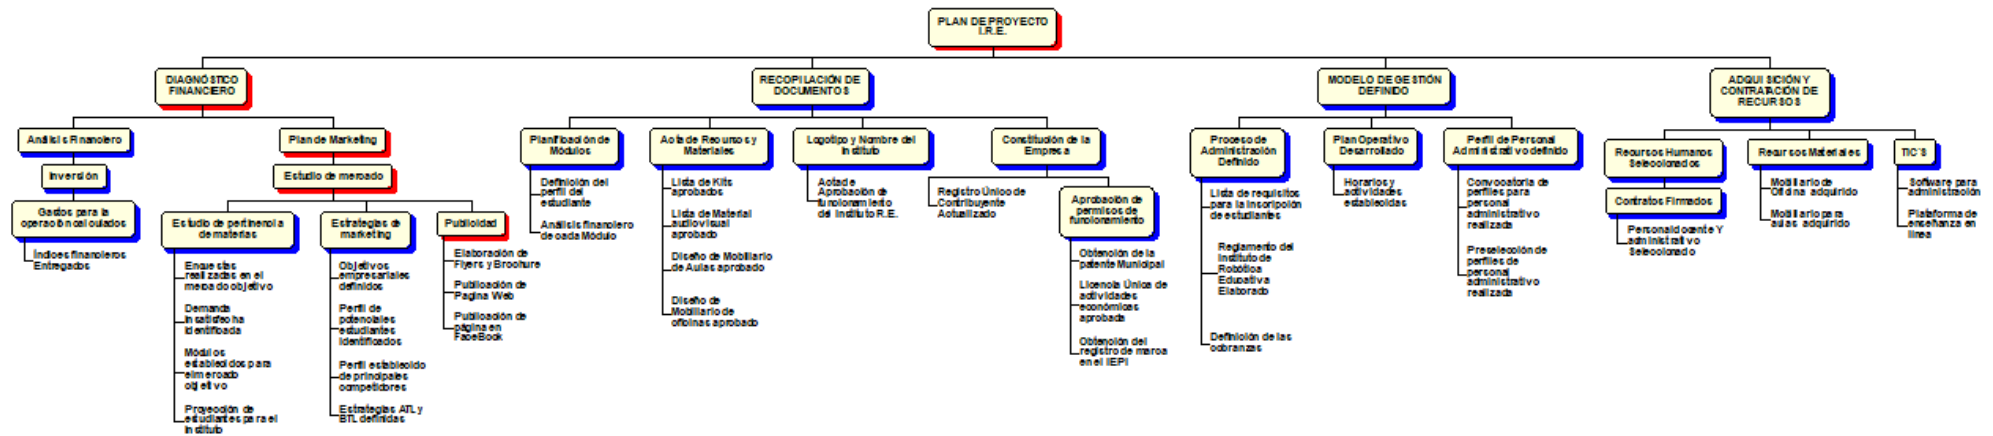 PLAN DE PROYECTO
I.R.E.
DIAGNÓSTICO
FINANCIERO
Análisis Financiero
Inversión
Gastos para la
operación calculados
Índices financieros
Entregados
Plan de Marketing
Estudio de mercado
Estudio de pertinencia
de materias
Encuestas
realizadas en el
mercado objetivo
Demanda
insatisfecha
identificada
Módulos
establecidos para
el mercado
objetivo
Proyección de
estudiantes para el
Instituto
Estrategias de
marketing
Objetivos
empresariales
definidos
Perfil de
potenciales
estudiantes
identificados
Perfil establecido
de principales
competidores
Estrategias ATL y
BTL definidas
Publicidad
Elaboración de
Flyers y Brochure
Publicación de
Pagina Web
Publicación de
página en
FaceBook
RECOPILACIÓN DE
DOCUMENTOS
Planificación de
Módulos
Definición del
perfil del
estudiante
Análisis financiero
de cada Módulo
Acta de Recursos y
Materiales
Lista de Kits
aprobados
Lista de Material
audiovisual
aprobado
Diseño de Mobiliario
de Aulas aprobado
Diseño de
Mobiliario de
oficinas aprobado
Logotipo y Nombre del
Instituto
Acta de
Aprobación de
funcionamiento
del Instituto R.E.
Constitución de la
Empresa
Registro Único de
Contribuyente
Actualizado
Aprobación de
permisos de
funcionamiento
Obtención de la
patente Municipal
Licencia Única de
actividades
económicas
aprobada
Obtención del
registro de marca
en el IEPI
MODELO DE GESTIÓN
DEFINIDO
Proceso de
Administración
Definido
Lista de requisitos
para la inscripción
de estudiantes
Reglamento del
Instituto de
Robótica
Educativa
Elaborado
Definición de las
cobranzas
Plan Operativo
Desarrollado
Horarios y
actividades
establecidas
Perfil de Personal
Administrativo definido
Convocatoria de
perfiles para
personal
administrativo
realizada
Preselección de
perfiles de
personal
administrativo
realizada
ADQUISICIÓN Y
CONTRATACIÓN DE
RECURSOS
Recursos Humanos
Seleccionados
Contratos Firmados
Personal docente Y
administrativo
Seleccionado
Recursos Materiales
Mobiliario de
Oficina adquirido
Mobiliario para
aulas adquirido
TIC´S
Software para
administración
Plataforma de
enseñanza en
línea